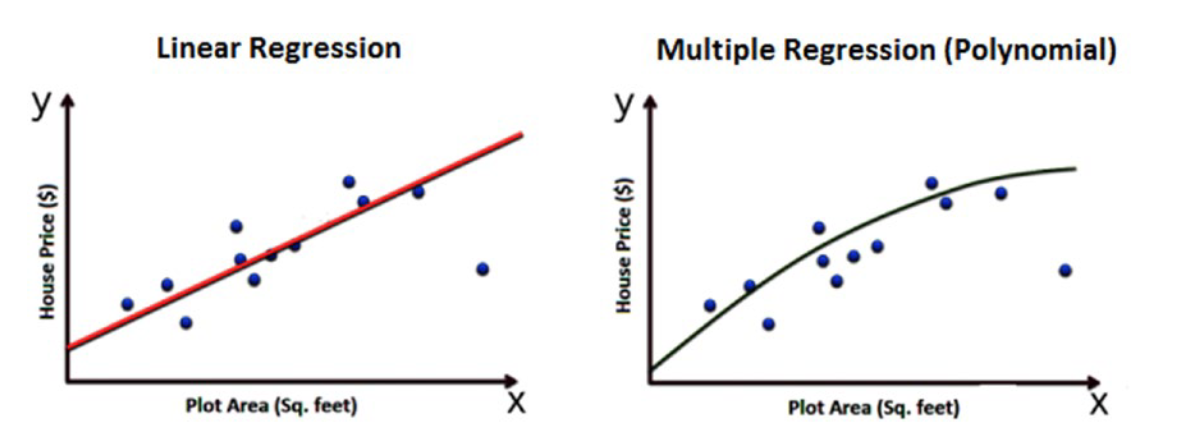 Linear Regression
y
House Price ($)
Plot Area (Sq. feet)
X
Multiple Regression (Polynomial)
y
House Price ($)
Plot Area (Sq. feet)
X